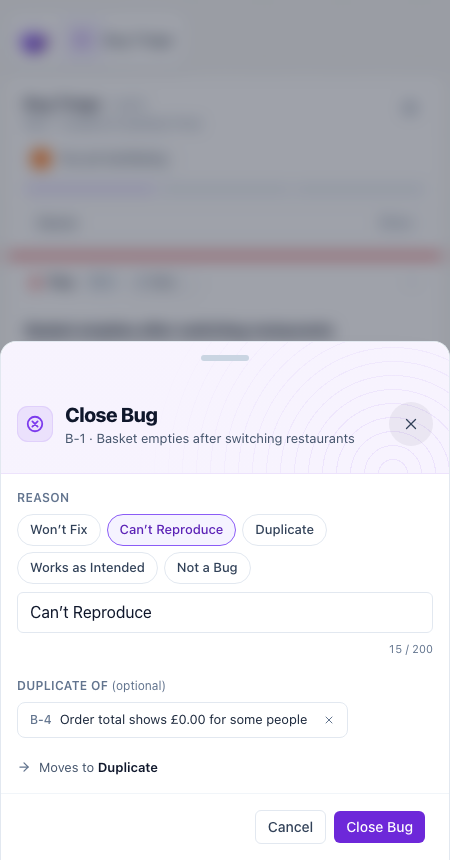 Close Bug
B-1 · Basket empties after switching restaurants
REASON
Won’t Fix
Can’t Reproduce
Duplicate
Works as Intended
Not a Bug
Can’t Reproduce
15 / 200
DUPLICATE OF (optional)
B-4 Order total shows £0.00 for some people
Moves to Duplicate
Cancel
Close Bug